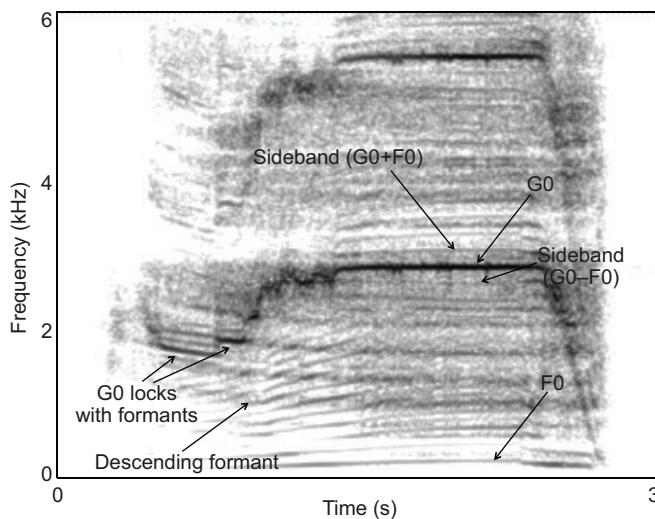 6
Sideband (G0+F0)
4
G0
Sideband
(G0–F0)
Frequency (kHz)
2
G0 locks
with formants
F0
Descending formant
0
0
3
Time (s)